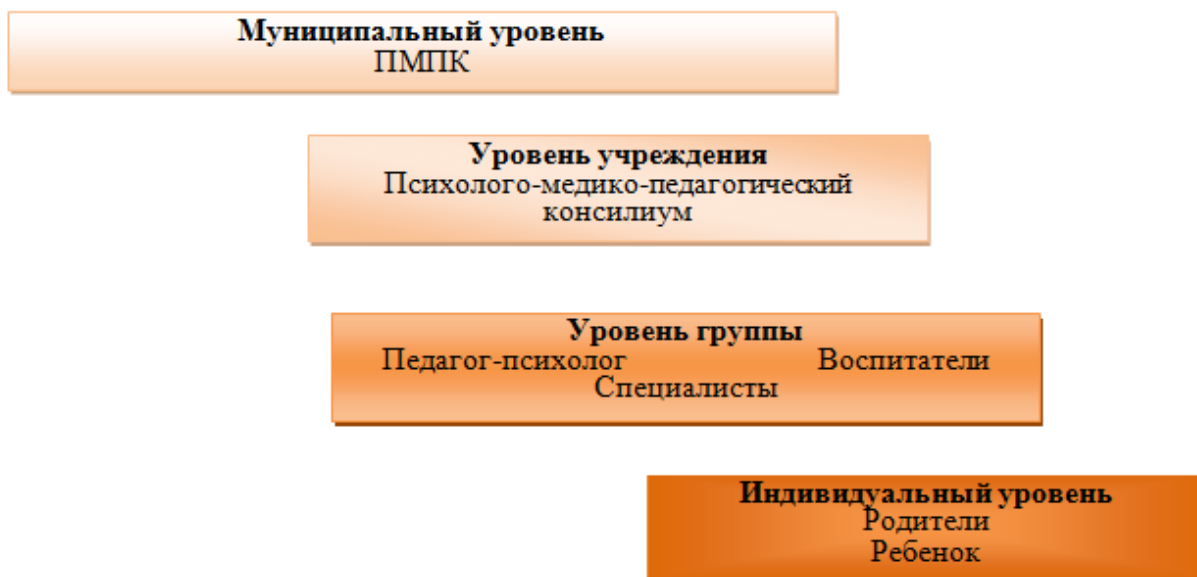 Муниципальный уровень
ПМПК
Уровень учреждения
Психолого-медико-педагогический
консилиум
Уровень группы
Педагог-психолог Воспитатели
Специалисты
Индивидуальный уровень
Родители
Ребенок